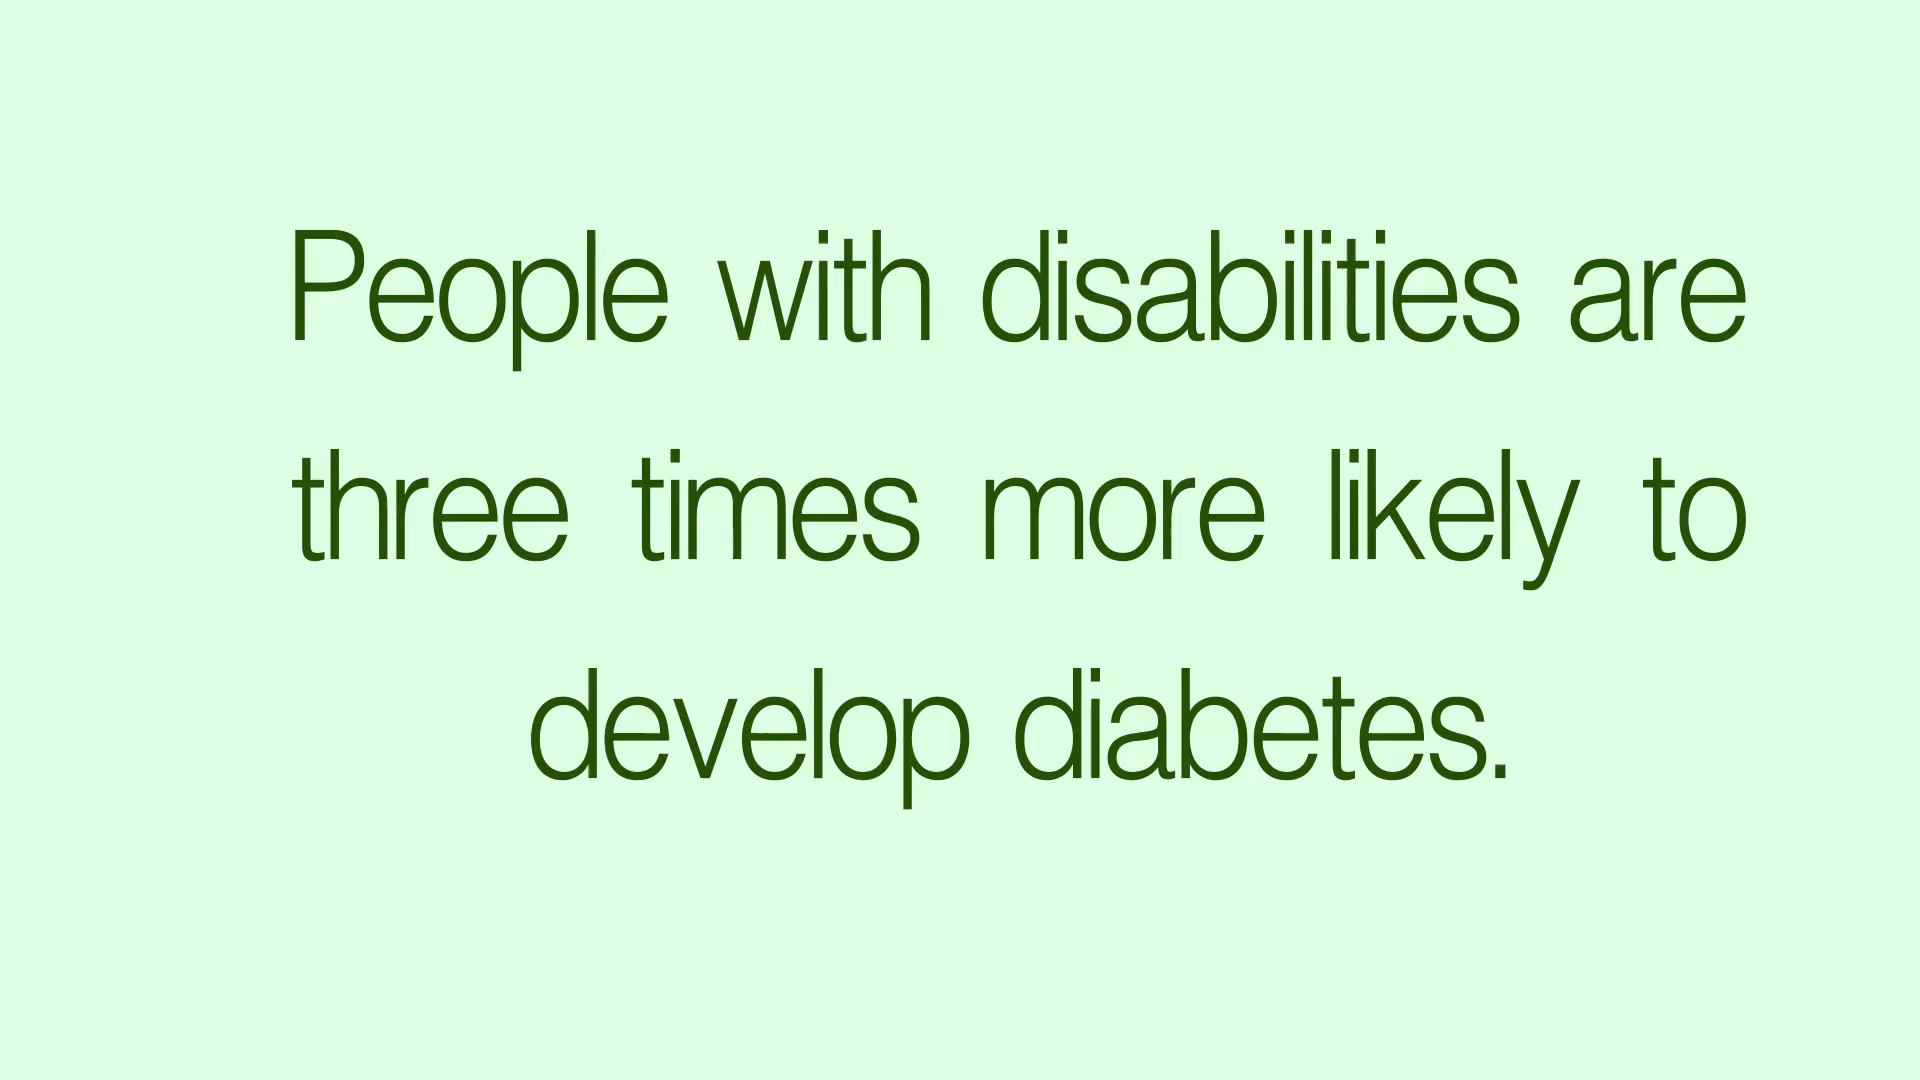 People with disabilities are
three times more likely to
develop diabetes.